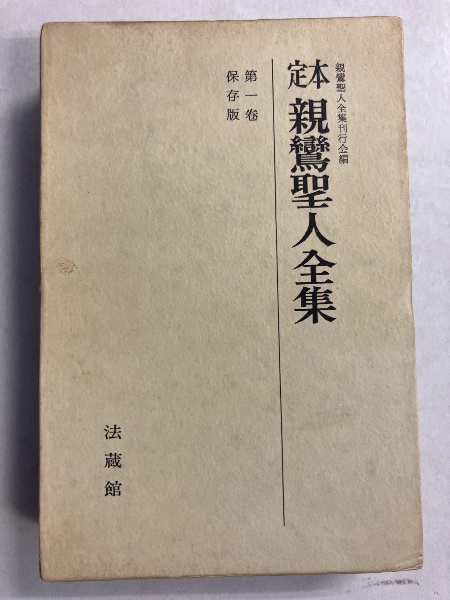 親鸞聖人全集刊行会編
定本 親鸞聖人全集
第一巻
保存版
法藏館